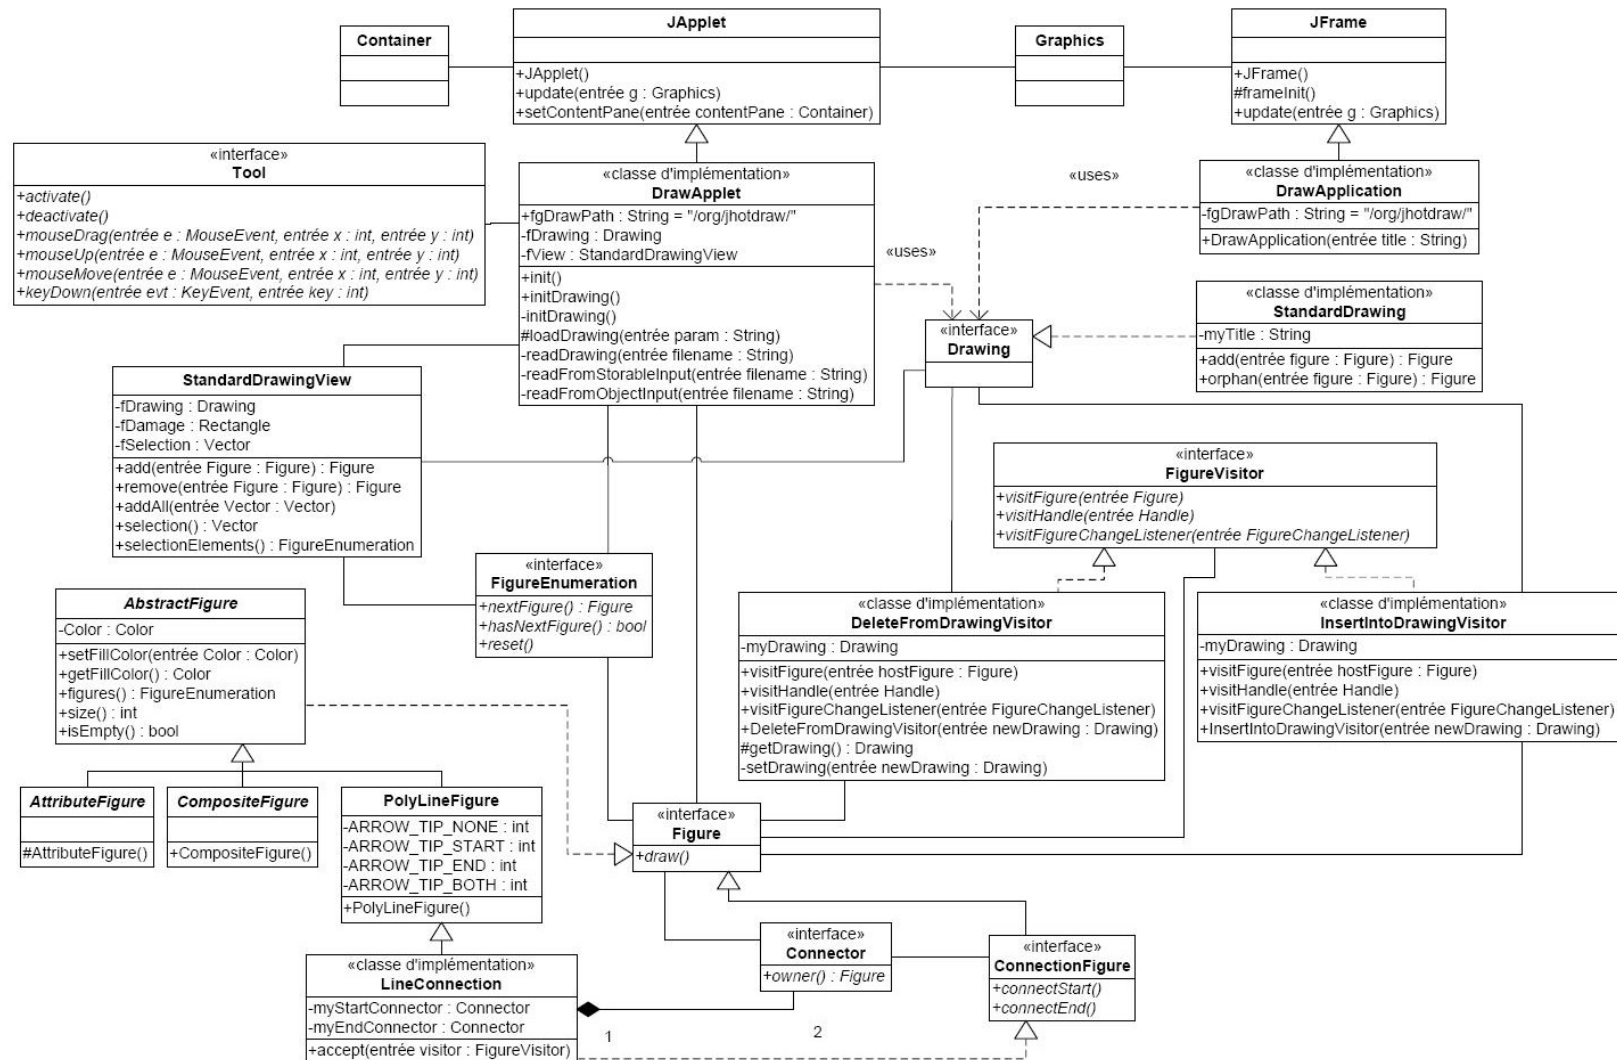 Container
JApplet
+JApplet()
+update(entrée g : Graphics)
+setContentPane(entrée contentPane : Container)
Graphics
JFrame
+JFrame()
#frameInit()
+update(entrée g : Graphics)
«interface»
Tool
+activate()
+deactivate()
+mouseDrag(entrée e : MouseEvent, entrée x : int, entrée y : int)
+mouseUp(entrée e : MouseEvent, entrée x : int, entrée y : int)
+mouseMove(entrée e : MouseEvent, entrée x : int, entrée y : int)
+keyDown(entrée evt : KeyEvent, entrée key : int)
«classe d'implémentation»
DrawApplet
+fgDrawPath : String = "/org/jhotdraw/"
-fDrawing : Drawing
-fView : StandardDrawingView
+init()
+initDrawing()
-initDrawing()
#loadDrawing(entrée param : String)
-readDrawing(entrée filename : String)
-readFromStorableInput(entrée filename : String)
-readFromObjectInput(entrée filename : String)
«uses»
«uses»
«classe d'implémentation»
DrawApplication
-fgDrawPath : String = "/org/jhotdraw/"
+DrawApplication(entrée title : String)
«classe d'implémentation»
StandardDrawing
-myTitle : String
+add(entrée figure : Figure) : Figure
+orphan(entrée figure : Figure) : Figure
«interface»
Drawing
StandardDrawingView
-fDrawing : Drawing
-fDamage : Rectangle
-fSelection : Vector
+add(entrée Figure : Figure) : Figure
+remove(entrée Figure : Figure) : Figure
+addAll(entrée Vector : Vector)
+selection() : Vector
+selectionElements() : FigureEnumeration
«interface»
FigureVisitor
+visitFigure(entrée Figure)
+visitHandle(entrée Handle)
+visitFigureChangeListener(entrée FigureChangeListener)
«interface»
FigureEnumeration
+nextFigure() : Figure
+hasNextFigure() : bool
+reset()
AbstractFigure
-Color : Color
+setFillColor(entrée Color : Color)
+getFillColor() : Color
+figures() : FigureEnumeration
+size() : int
+isEmpty() : bool
«classe d'implémentation»
DeleteFromDrawingVisitor
-myDrawing : Drawing
+visitFigure(entrée hostFigure : Figure)
+visitHandle(entrée Handle)
+visitFigureChangeListener(entrée FigureChangeListener)
+DeleteFromDrawingVisitor(entrée newDrawing : Drawing)
#getDrawing() : Drawing
-setDrawing(entrée newDrawing : Drawing)
«classe d'implémentation»
InsertIntoDrawingVisitor
-myDrawing : Drawing
+visitFigure(entrée hostFigure : Figure)
+visitHandle(entrée Handle)
+visitFigureChangeListener(entrée FigureChangeListener)
+InsertIntoDrawingVisitor(entrée newDrawing : Drawing)
AttributeFigure
#AttributeFigure()
CompositeFigure
+CompositeFigure()
PolyLineFigure
-ARROW_TIP_NONE : int
-ARROW_TIP_START : int
-ARROW_TIP_END : int
-ARROW_TIP_BOTH : int
+PolyLineFigure()
«interface»
Figure
+draw()
«interface»
Connector
+owner() : Figure
«interface»
ConnectionFigure
+connectStart()
+connectEnd()
«classe d'implémentation»
LineConnection
-myStartConnector : Connector
-myEndConnector : Connector
+accept(entrée visitor : FigureVisitor)
1
2